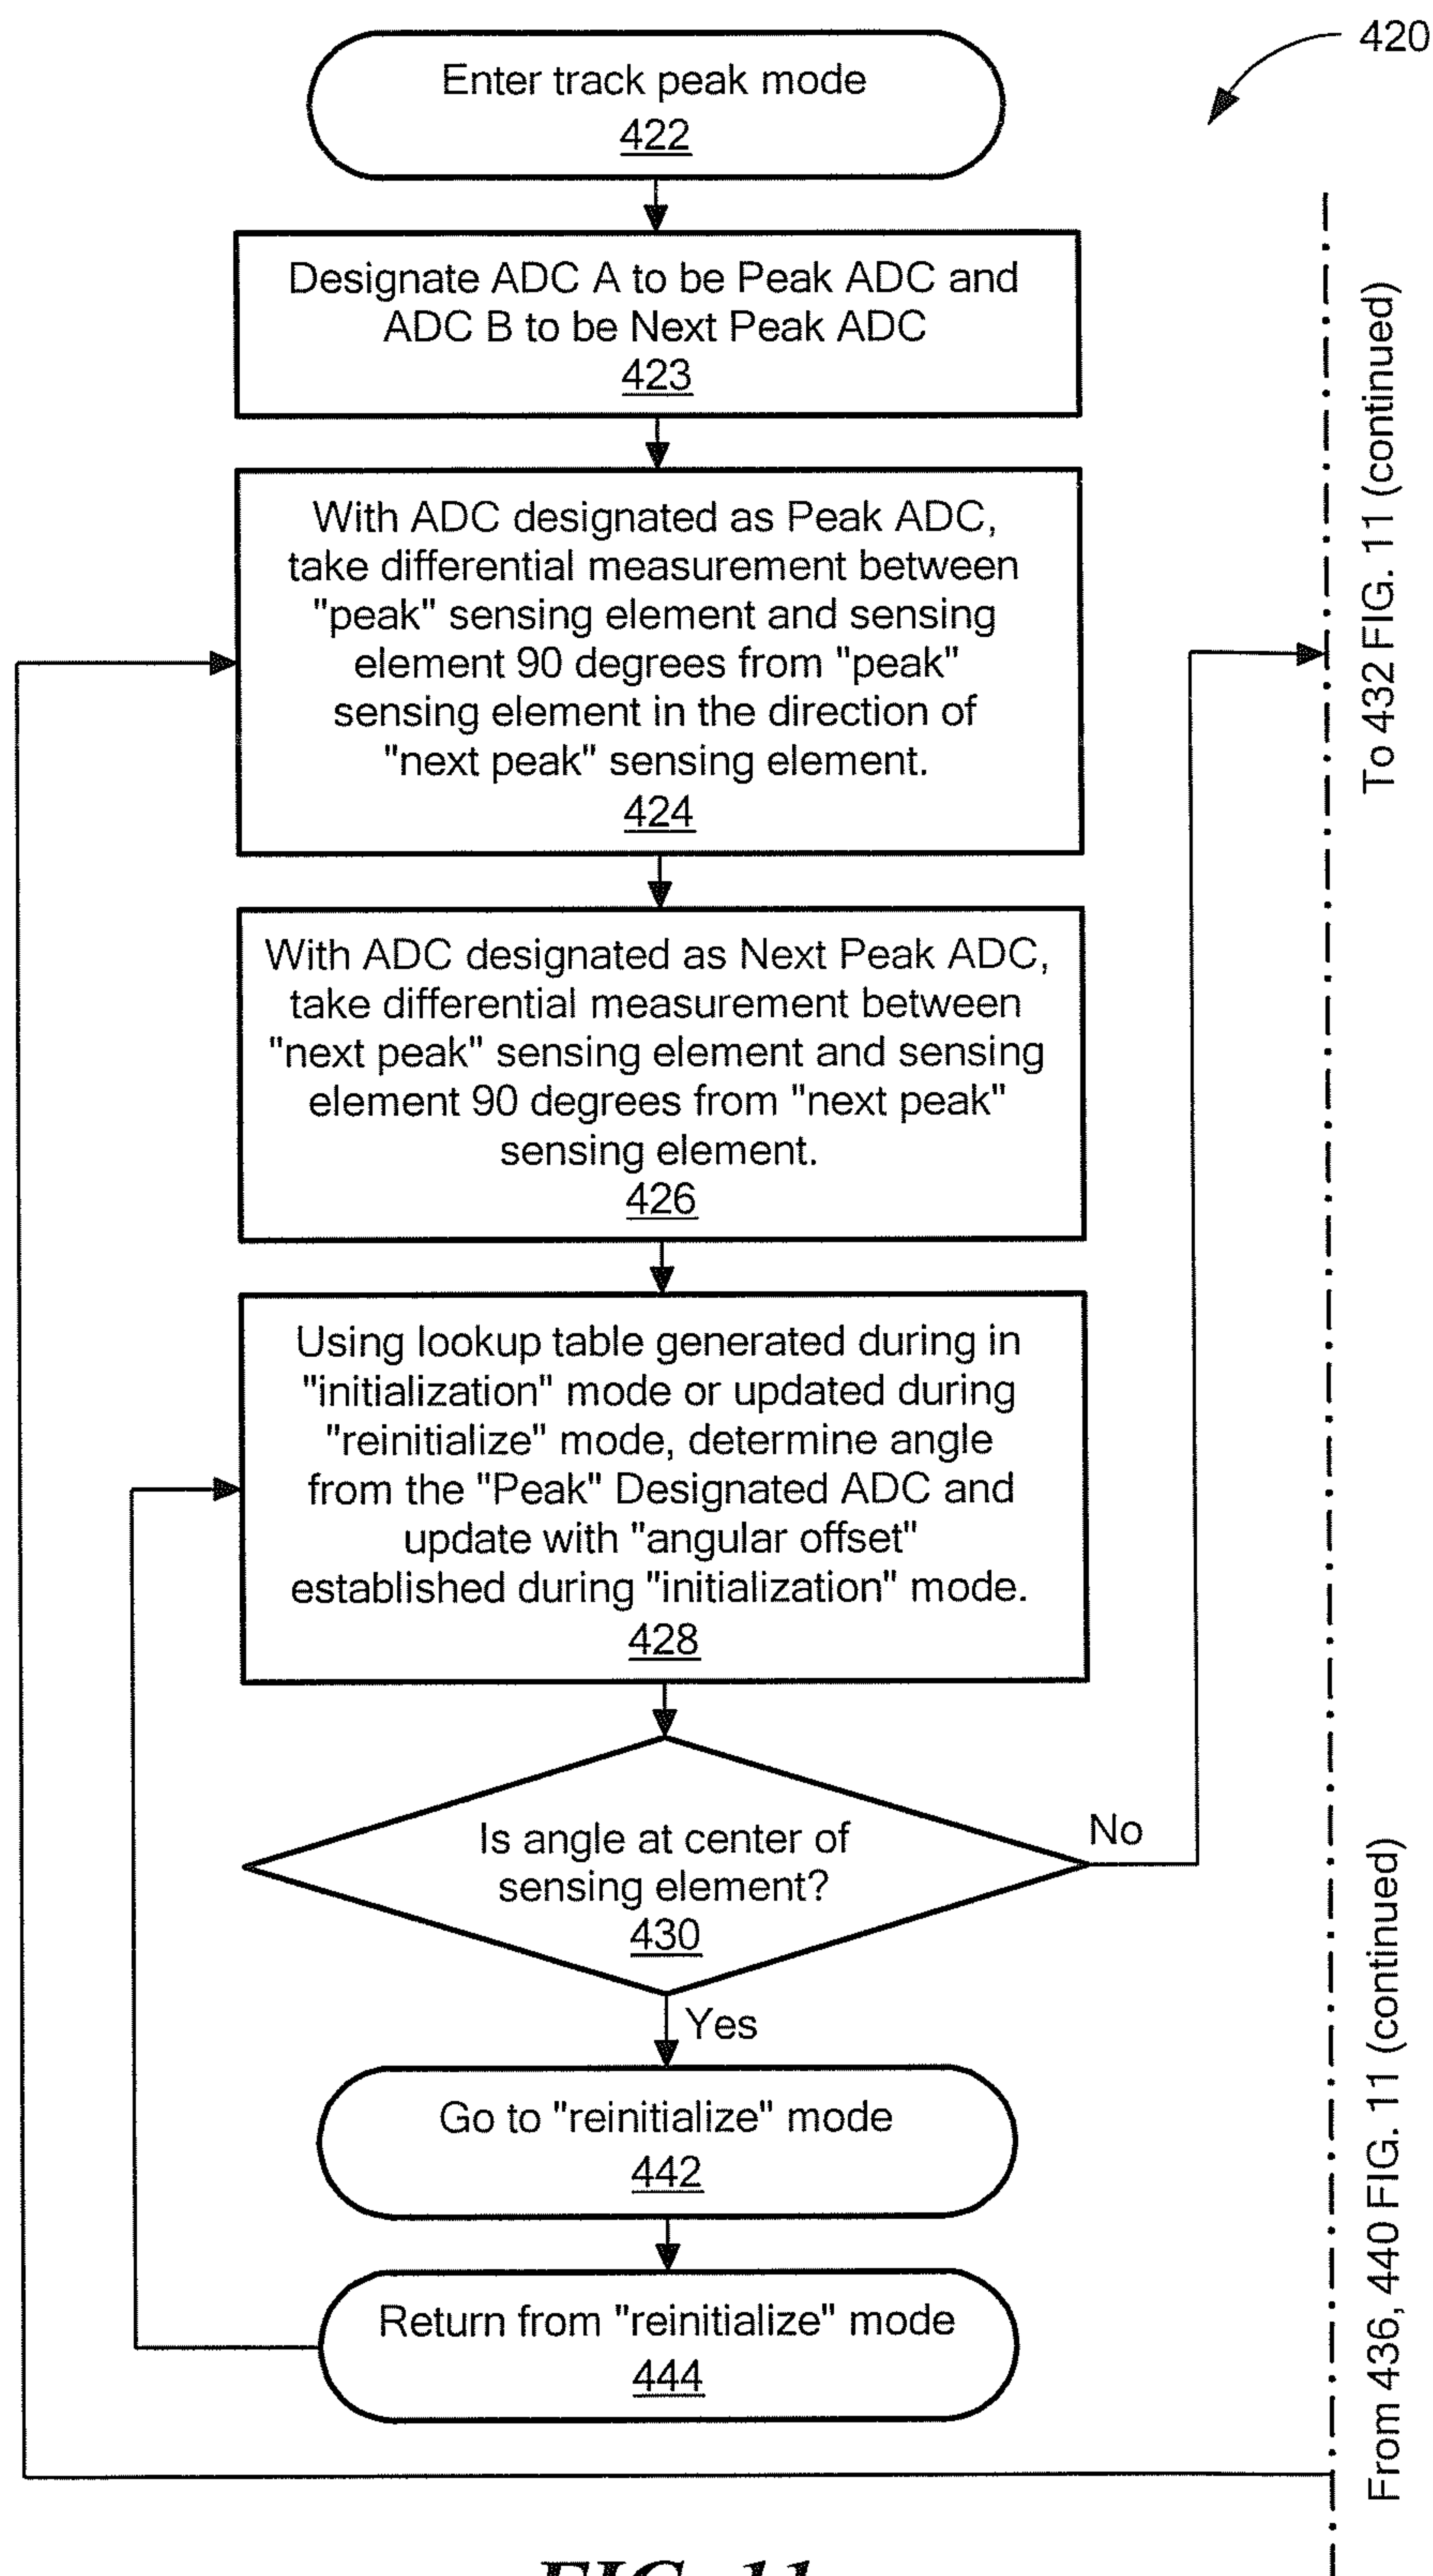 420
Enter track peak mode
422
Designate ADC A to be Peak ADC and
ADC B to be Next Peak ADC
423
With ADC designated as Peak ADC,
take differential measurement between
"peak" sensing element and sensing
element 90 degrees from "peak"
sensing element in the direction of
"next peak" sensing element.
424
With ADC designated as Next Peak ADC,
take differential measurement between
"next peak" sensing element and sensing
element 90 degrees from "next peak"
sensing element.
426
Using lookup table generated during in
"initialization" mode or updated during
"reinitialize" mode, determine angle
from the "Peak" Designated ADC and
update with "angular offset"
established during "initialization" mode.
428
Is angle at center of
sensing element?
430
No
Yes
Go to "reinitialize" mode
442
Return from "reinitialize" mode
444
To 432 FIG. 11 (continued)
From 436, 440 FIG. 11 (continued)
FIG. 11